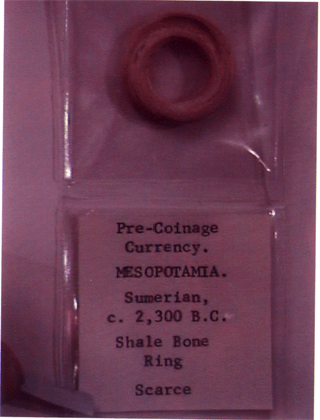 Pre-Coinage
Currency.
MESOPOTAMIA.
Sumerian,
c. 2,300 B.C.
Shale Bone
Ring
Scarce